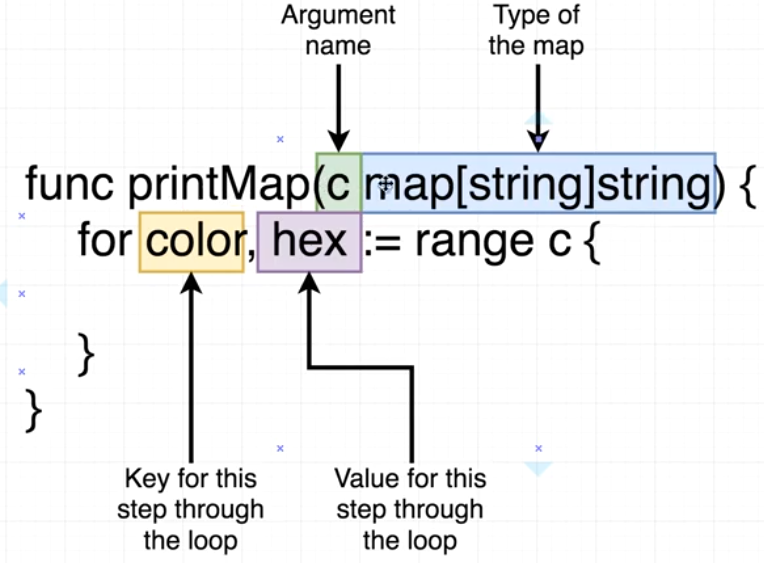 Argument
name
Type of
the map
func printMap(c map[string]string) {
for color, hex := range c {
}
}
Key for this
step through
the loop
Value for this
step through
the loop